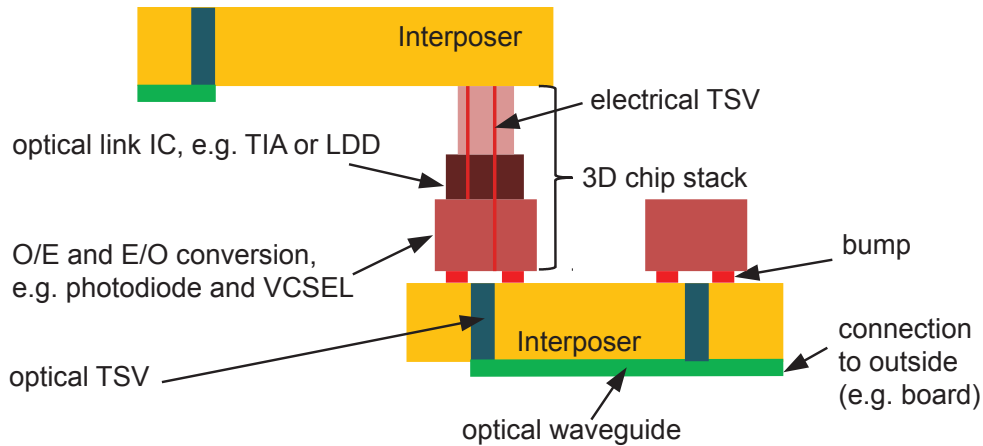 Interposer
electrical TSV
optical link IC, e.g. TIA or LDD
3D chip stack
O/E and E/O conversion,
e.g. photodiode and VCSEL
bump
Interposer
connection
to outside
(e.g. board)
optical TSV
optical waveguide